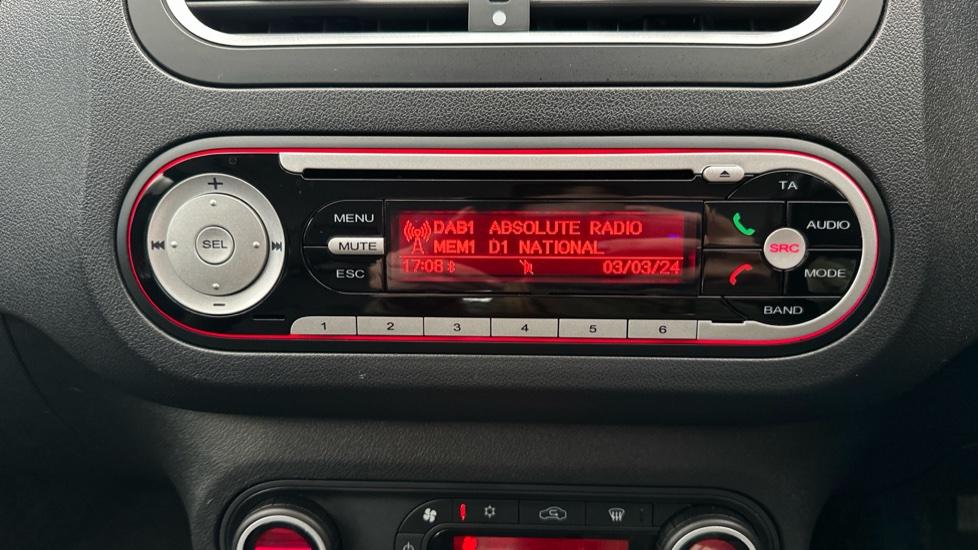 TA
MENU
DAB1 ABSOLUTE RADIO
AUDIO
MUTE
SEL
MEM1 D1 NATIONAL
SRC
ESC
17:08
03/03/24
MODE
BAND
1 2 3 4 5 6